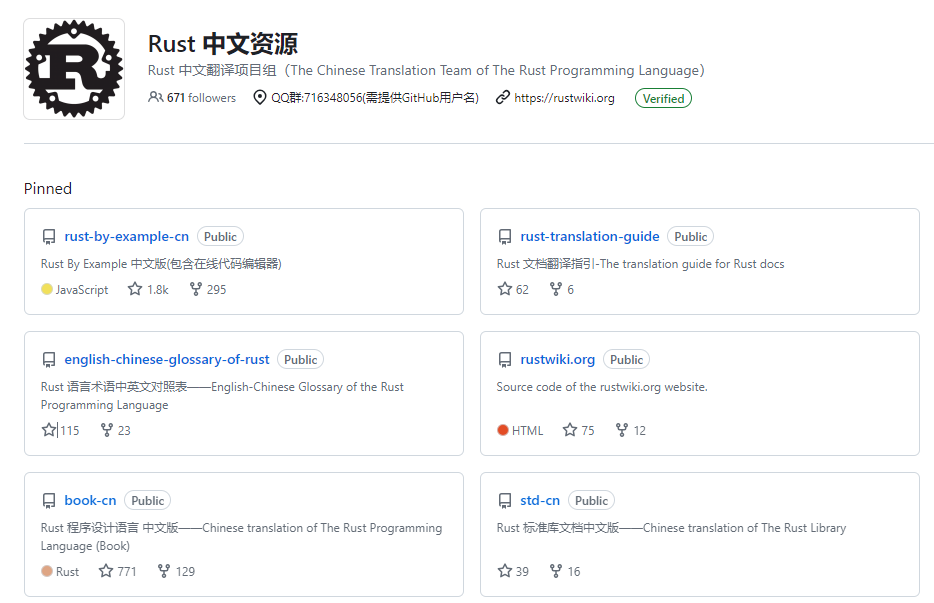 R
Rust 中文资源
Rust 中文翻译项目组（The Chinese Translation Team of The Rust Programming Language）
671 followers QQ群:716348056(需提供GitHub用户名) https://rustwiki.org Verified
Pinned
rust-by-example-cn Public
Rust By Example 中文版(包含在线代码编辑器)
JavaScript 1.8k 295
rust-translation-guide Public
Rust 文档翻译指引-The translation guide for Rust docs
62 6
english-chinese-glossary-of-rust Public
Rust 语言术语中英文对照表——English-Chinese Glossary of the Rust
Programming Language
115 23
rustwiki.org Public
Source code of the rustwiki.org website.
HTML 75 12
book-cn Public
Rust 程序设计语言 中文版——Chinese translation of The Rust Programming
Language (Book)
Rust 771 129
std-cn Public
Rust 标准库文档中文版——Chinese translation of The Rust Library
39 16